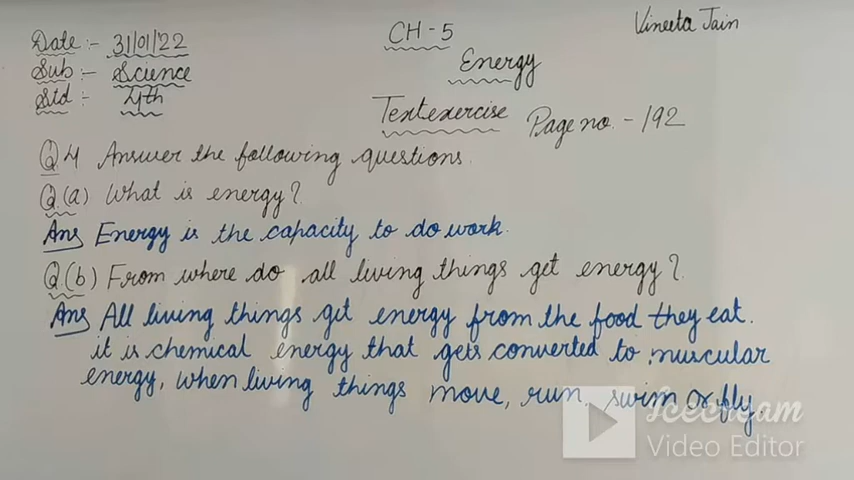 Date:- 31/01/22
CH-5
Vineeta Jain
Sub:- Science
Energy
Std:- 4th
Textexercise Page no. - 192
Q4 Answer the following questions.
Q(a) What is energy?
Ans Energy is the capacity to do work.
Q(b) From where do all living things get energy?
Ans All living things get energy from the food they eat.
it is chemical energy that gets converted to muscular
energy, when living things move, run, swim or fly.
Icecream
Video Editor